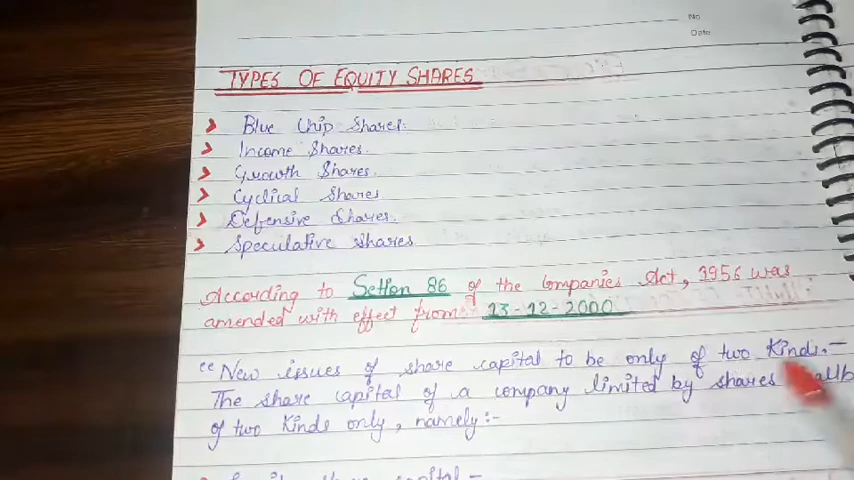 No
Date
TYPES OF EQUITY SHARES
Blue Chip Shares.
Income Shares.
Growth Shares.
Cyclical Shares
Defensive Shares.
Speculative shares
According to Section 86 of the Companies Act, 1956 was
amended with effect from 13-12-2000
"New issues of share capital to be only of two Kinds.-
The share capital of a company limited by shares
of two Kinds only, namely:-
share capital -